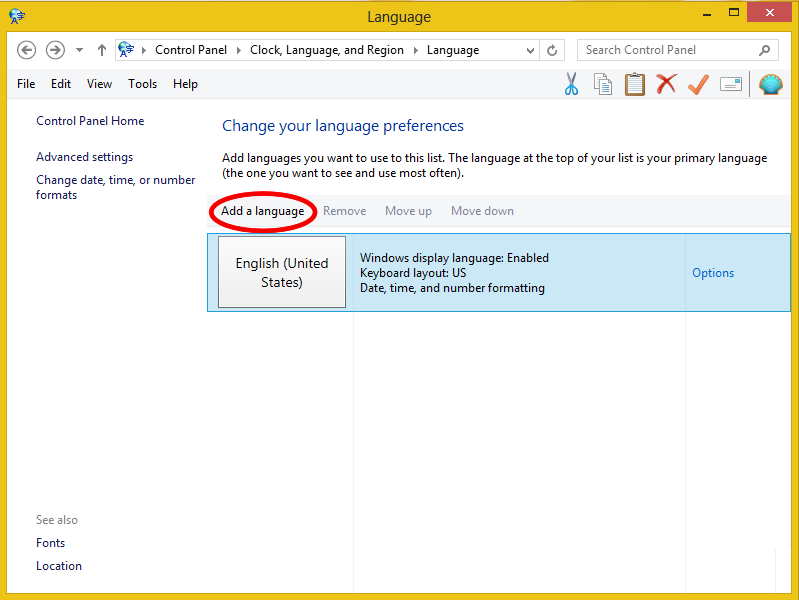 Language
Control Panel Clock, Language, and Region Language
Search Control Panel
File Edit View Tools Help
Control Panel Home
Advanced settings
Change date, time, or number
formats
Change your language preferences
Add languages you want to use to this list. The language at the top of your list is your primary language
(the one you want to see and use most often).
Add a language Remove Move up Move down
English (United
States)
Windows display language: Enabled
Keyboard layout: US
Date, time, and number formatting
Options
See also
Fonts
Location